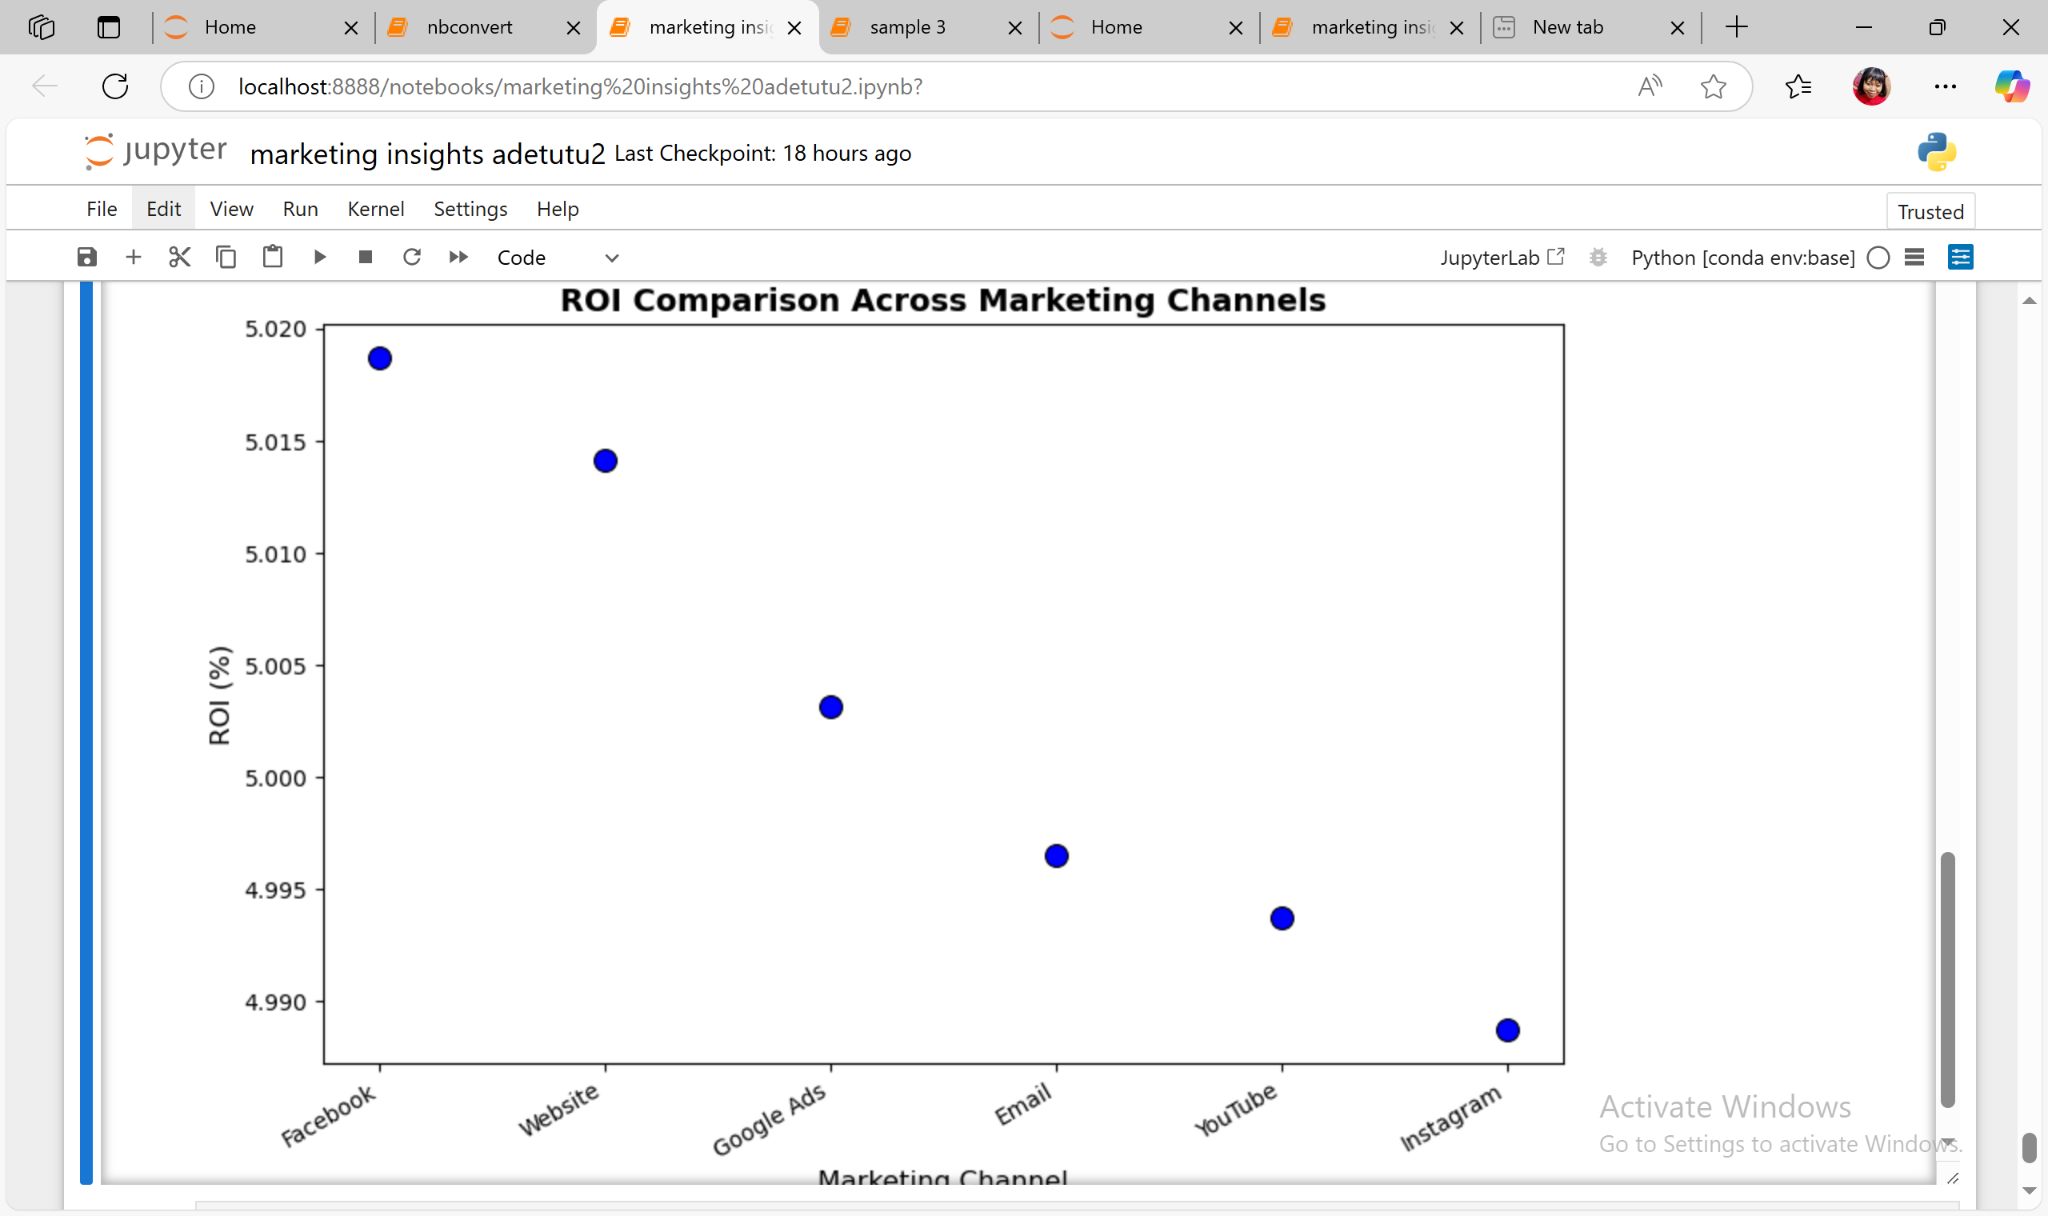 Home
nbconvert
marketing insi
sample 3
Home
marketing insi
New tab
localhost:8888/notebooks/marketing%20insights%20adetutu2.ipynb?
jupyter marketing insights adetutu2 Last Checkpoint: 18 hours ago
File Edit View Run Kernel Settings Help
Trusted
Code
JupyterLab
Python [conda env:base]
ROI Comparison Across Marketing Channels
5.020
5.015
5.010
5.005
5.000
4.995
4.990
ROI (%)
Facebook
Website
Google Ads
Email
YouTube
Instagram
Marketing Channel
Activate Windows
Go to Settings to activate Windows.